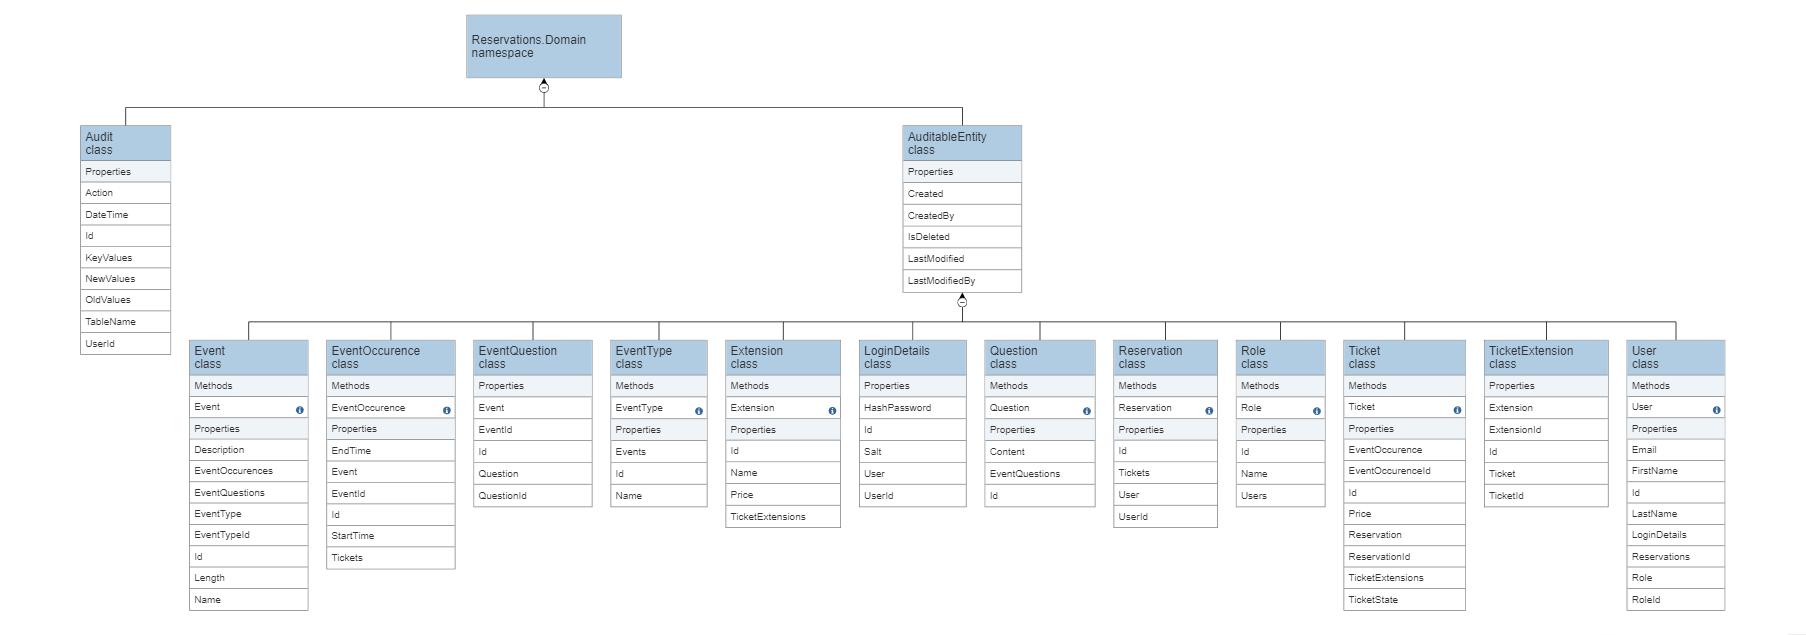 Reservations.Domain
namespace
Audit
class
Properties
Action
DateTime
Id
KeyValues
NewValues
OldValues
TableName
UserId
AuditableEntity
class
Properties
Created
CreatedBy
IsDeleted
LastModified
LastModifiedBy
Event
class
Methods
Event
Properties
Description
EventOccurences
EventQuestions
EventType
EventTypeId
Id
Length
Name
EventOccurence
class
Methods
EventOccurence
Properties
EndTime
Event
EventId
Id
StartTime
Tickets
EventQuestion
class
Properties
Event
EventId
Id
Question
QuestionId
EventType
class
Methods
EventType
Properties
Events
Id
Name
Extension
class
Methods
Extension
Properties
Id
Name
Price
TicketExtensions
LoginDetails
class
Properties
HashPassword
Id
Salt
User
UserId
Question
class
Methods
Question
Properties
Content
EventQuestions
Id
Reservation
class
Methods
Reservation
Properties
Id
Tickets
User
UserId
Role
class
Methods
Role
Properties
Id
Name
Users
Ticket
class
Methods
Ticket
Properties
EventOccurence
EventOccurenceId
Id
Price
Reservation
ReservationId
TicketExtensions
TicketState
TicketExtension
class
Properties
Extension
ExtensionId
Id
Ticket
TicketId
User
class
Methods
User
Properties
Email
FirstName
Id
LastName
LoginDetails
Reservations
Role
RoleId